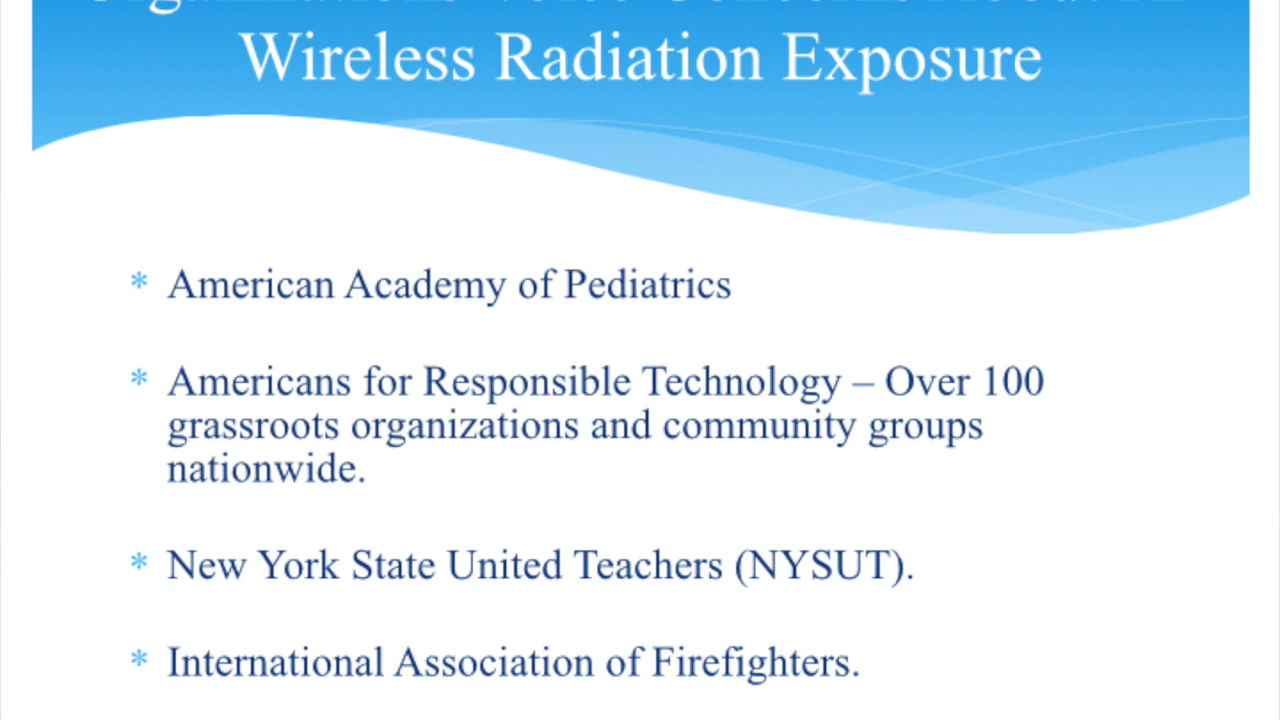 Wireless Radiation Exposure
* American Academy of Pediatrics
* Americans for Responsible Technology – Over 100
grassroots organizations and community groups
nationwide.
* New York State United Teachers (NYSUT).
* International Association of Firefighters.